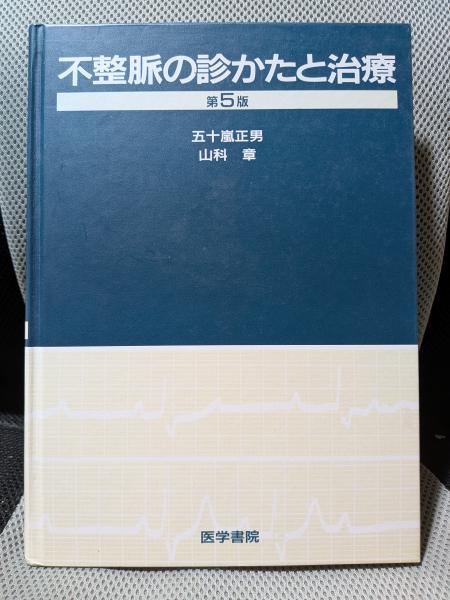 不整脈の診かたと治療
第5版
五十嵐正男
山科 章
医学書院